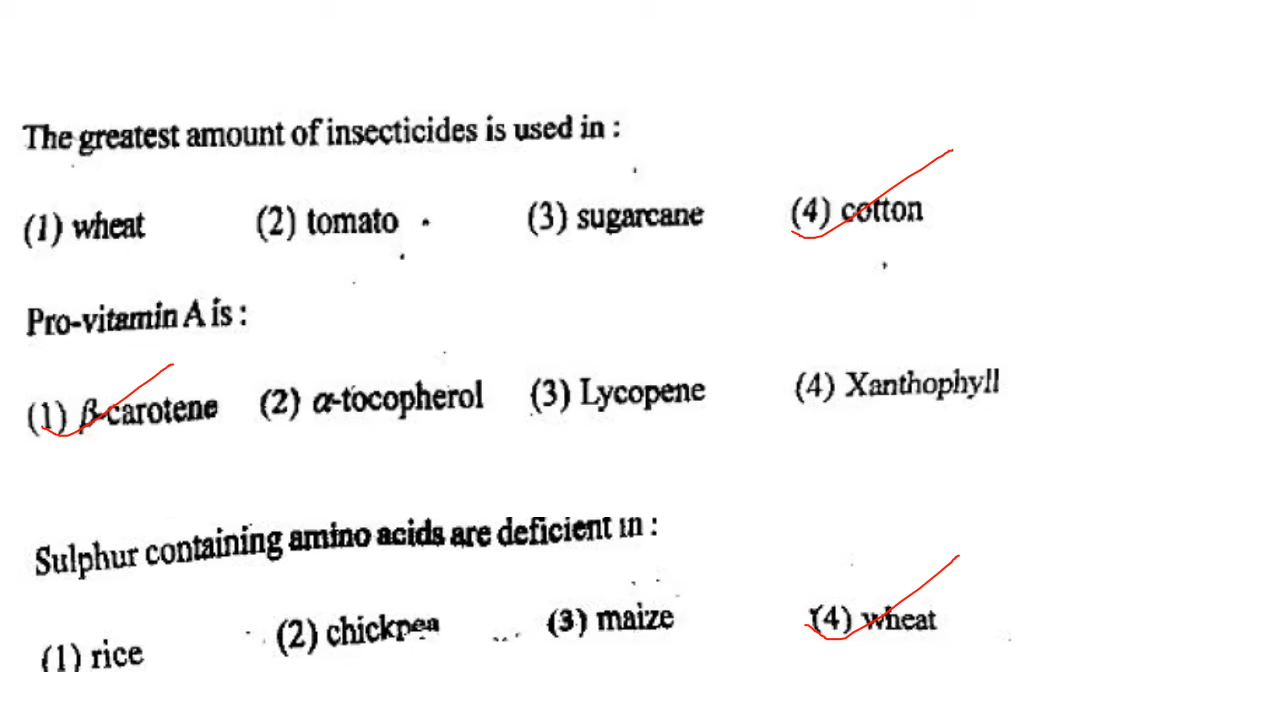 The greatest amount of insecticides is used in :
(1) wheat (2) tomato (3) sugarcane (4) cotton
Pro-vitamin A is :
(1) β-carotene (2) α-tocopherol (3) Lycopene (4) Xanthophyll
Sulphur containing amino acids are deficient in :
(1) rice (2) chickpea (3) maize (4) wheat